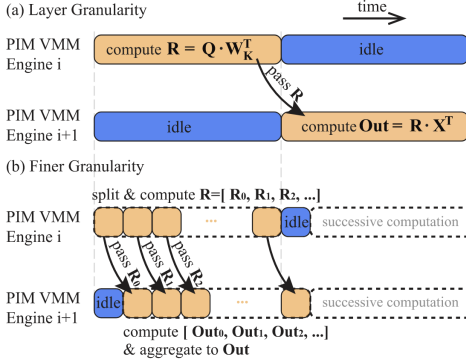 (a) Layer Granularity
time
PIM VMM
Engine i
compute R = Q · W_K^T
idle
pass R
PIM VMM
Engine i+1
idle
compute Out = R · X^T
(b) Finer Granularity
split & compute R=[ R₀, R₁, R₂, ...]
PIM VMM
Engine i
...
idle
successive computation
pass R₀
pass R₁
pass R₂
PIM VMM
Engine i+1
idle
...
successive computation
compute [ Out₀, Out₁, Out₂, ...]
& aggregate to Out